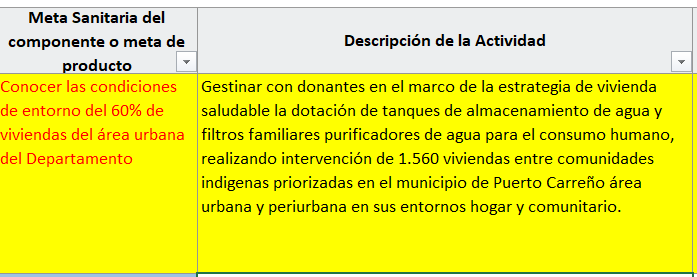 Meta Sanitaria del
componente o meta de
producto
Descripción de la Actividad
Conocer las condiciones
de entorno del 60% de
viviendas del área urbana
del Departamento
Gestinar con donantes en el marco de la estrategia de vivienda
saludable la dotación de tanques de almacenamiento de agua y
filtros familiares purificadores de agua para el consumo humano,
realizando intervención de 1.560 viviendas entre comunidades
indigenas priorizadas en el municipio de Puerto Carreño área
urbana y periurbana en sus entornos hogar y comunitario.